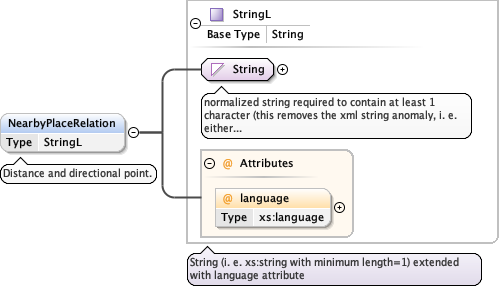 StringL
Base Type String
String
normalized string required to contain at least 1
character (this removes the xml string anomaly, i. e.
either...
NearbyPlaceRelation
Type StringL
Distance and directional point.
@ Attributes
@ language
Type xs:language
String (i. e. xs:string with minimum length=1) extended
with language attribute